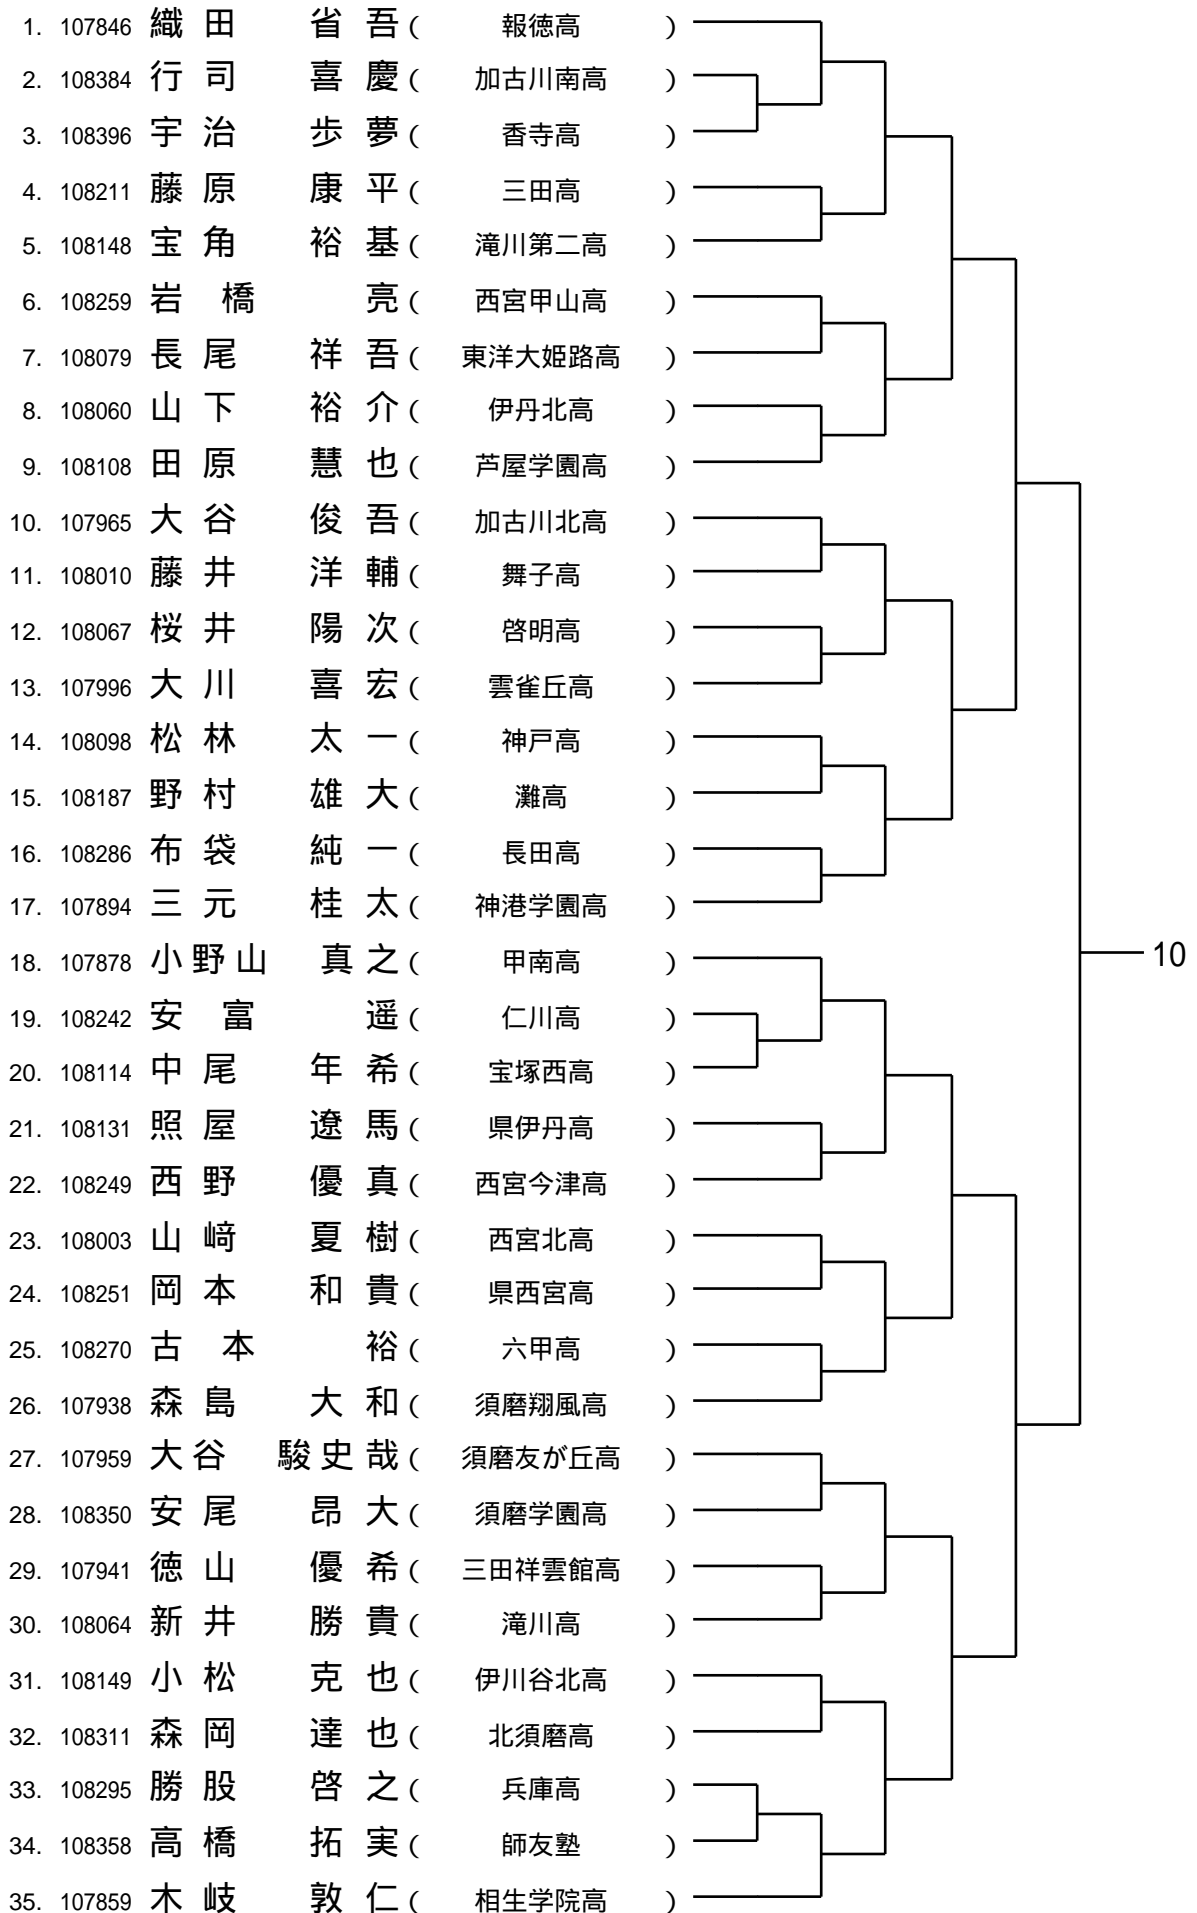 1. 107846 織田 省吾 ( 報徳高 )
2. 108384 行司 喜慶 ( 加古川南高 )
3. 108396 宇治 歩夢 ( 香寺高 )
4. 108211 藤原 康平 ( 三田高 )
5. 108148 宝角 裕基 ( 滝川第二高 )
6. 108259 岩橋 亮 ( 西宮甲山高 )
7. 108079 長尾 祥吾 ( 東洋大姫路高 )
8. 108060 山下 裕介 ( 伊丹北高 )
9. 108108 田原 慧也 ( 芦屋学園高 )
10. 107965 大谷 俊吾 ( 加古川北高 )
11. 108010 藤井 洋輔 ( 舞子高 )
12. 108067 桜井 陽次 ( 啓明高 )
13. 107996 大川 喜宏 ( 雲雀丘高 )
14. 108098 松林 太一 ( 神戸高 )
15. 108187 野村 雄大 ( 灘高 )
16. 108286 布袋 純一 ( 長田高 )
17. 107894 三元 桂太 ( 神港学園高 )
18. 107878 小野山 真之 ( 甲南高 )
10
19. 108242 安富 遥 ( 仁川高 )
20. 108114 中尾 年希 ( 宝塚西高 )
21. 108131 照屋 遼馬 ( 県伊丹高 )
22. 108249 西野 優真 ( 西宮今津高 )
23. 108003 山﨑 夏樹 ( 西宮北高 )
24. 108251 岡本 和貴 ( 県西宮高 )
25. 108270 古本 裕 ( 六甲高 )
26. 107938 森島 大和 ( 須磨翔風高 )
27. 107959 大谷 駿史哉 ( 須磨友が丘高 )
28. 108350 安尾 昂大 ( 須磨学園高 )
29. 107941 徳山 優希 ( 三田祥雲館高 )
30. 108064 新井 勝貴 ( 滝川高 )
31. 108149 小松 克也 ( 伊川谷北高 )
32. 108311 森岡 達也 ( 北須磨高 )
33. 108295 勝股 啓之 ( 兵庫高 )
34. 108358 高橋 拓実 ( 師友塾 )
35. 107859 木岐 敦仁 ( 相生学院高 )